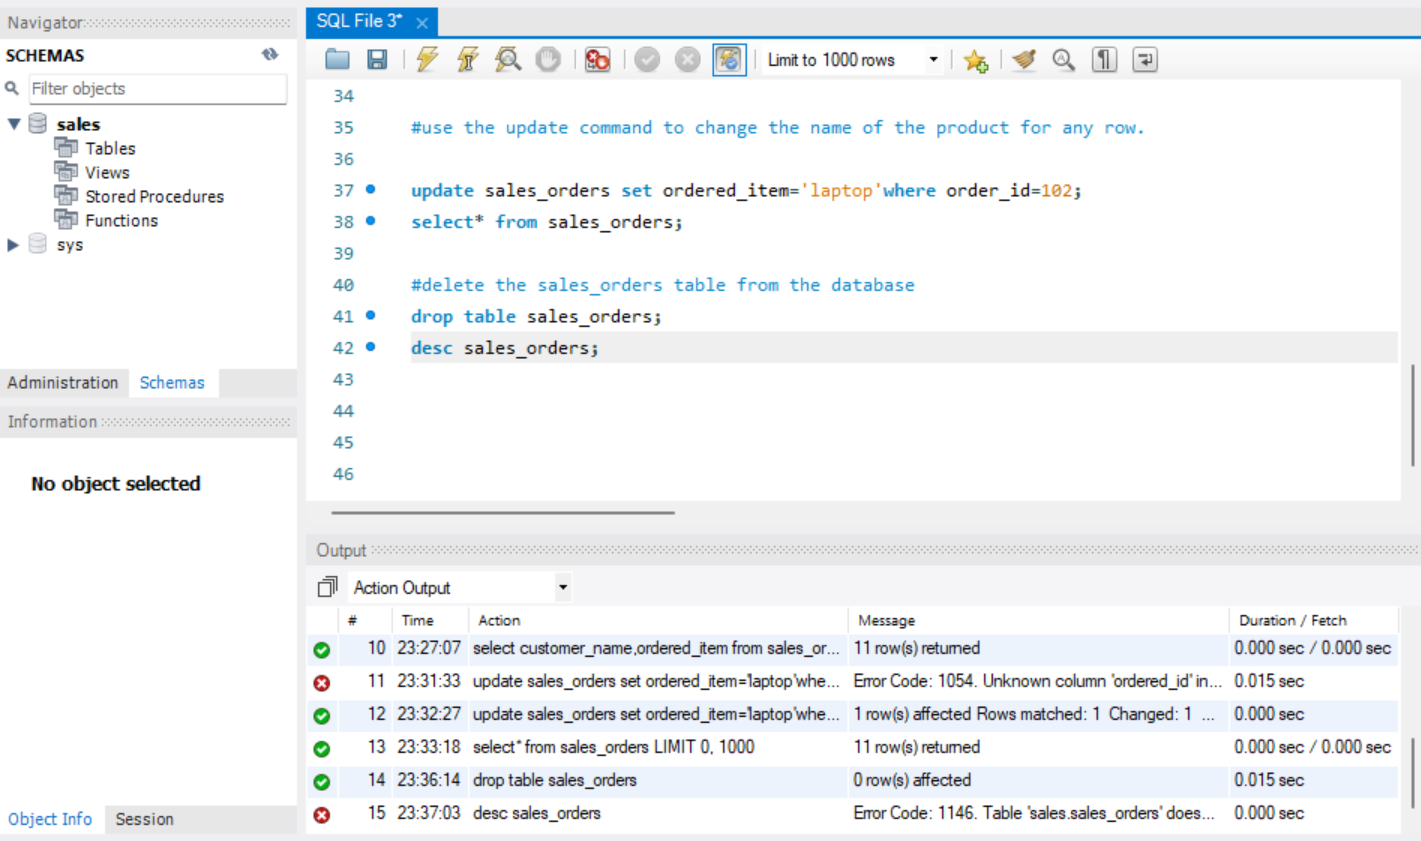 Navigator
SCHEMAS
Filter objects
sales
Tables
Views
Stored Procedures
Functions
sys
Administration Schemas
Information
No object selected
Object Info Session
SQL File 3*
Limit to 1000 rows
34
35 #use the update command to change the name of the product for any row.
36
37 update sales_orders set ordered_item='laptop'where order_id=102;
38 select* from sales_orders;
39
40 #delete the sales_orders table from the database
41 drop table sales_orders;
42 desc sales_orders;
43
44
45
46
Output
Action Output
# Time Action Message Duration / Fetch
10 23:27:07 select customer_name,ordered_item from sales_or... 11 row(s) returned 0.000 sec / 0.000 sec
11 23:31:33 update sales_orders set ordered_item='laptop'whe... Error Code: 1054. Unknown column 'ordered_id' in... 0.015 sec
12 23:32:27 update sales_orders set ordered_item='laptop'whe... 1 row(s) affected Rows matched: 1 Changed: 1 ... 0.000 sec
13 23:33:18 select* from sales_orders LIMIT 0, 1000 11 row(s) returned 0.000 sec / 0.000 sec
14 23:36:14 drop table sales_orders 0 row(s) affected 0.015 sec
15 23:37:03 desc sales_orders Error Code: 1146. Table 'sales.sales_orders' does... 0.000 sec